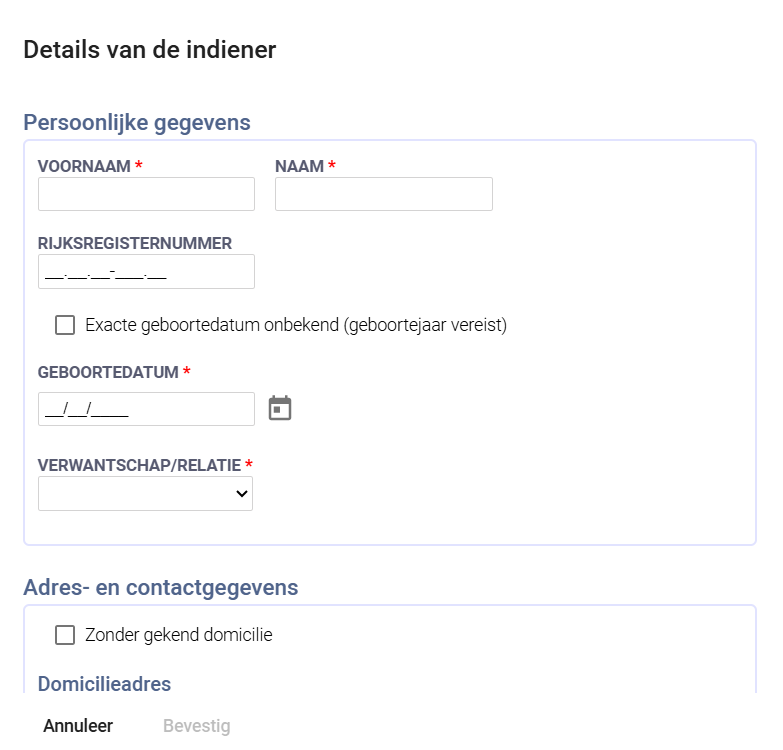 Details van de indiener
Persoonlijke gegevens
VOORNAAM * NAAM *
RIJKSREGISTERNUMMER
__.__.__-___.__
Exacte geboortedatum onbekend (geboortejaar vereist)
GEBOORTEDATUM *
__/__/____
VERWANTSCHAP/RELATIE *
Adres- en contactgegevens
Zonder gekend domicilie
Domicilieadres
Annuleer Bevestig